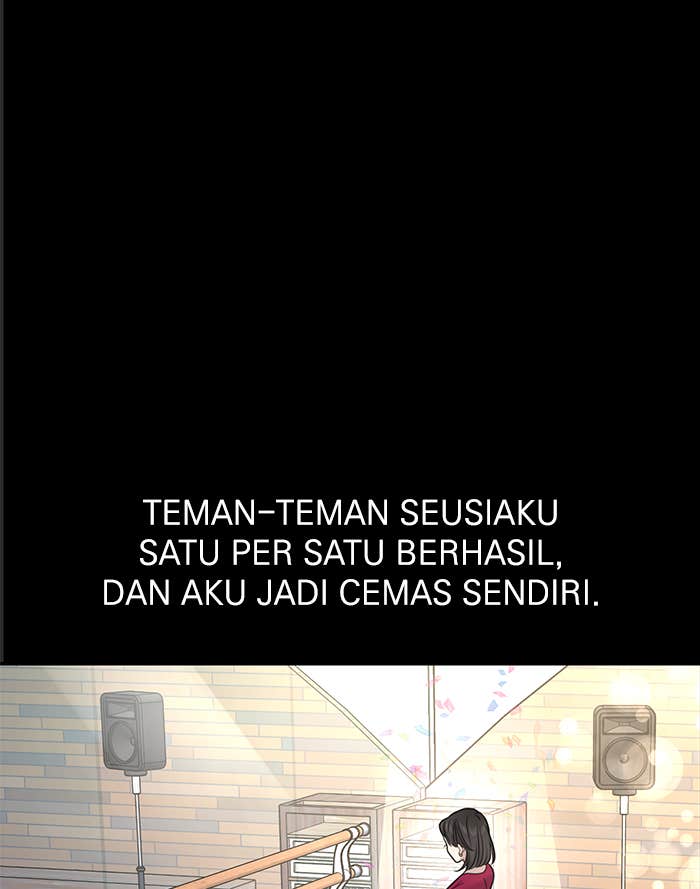 TEMAN-TEMAN SEUSIAKU
SATU PER SATU BERHASIL,
DAN AKU JADI CEMAS SENDIRI.